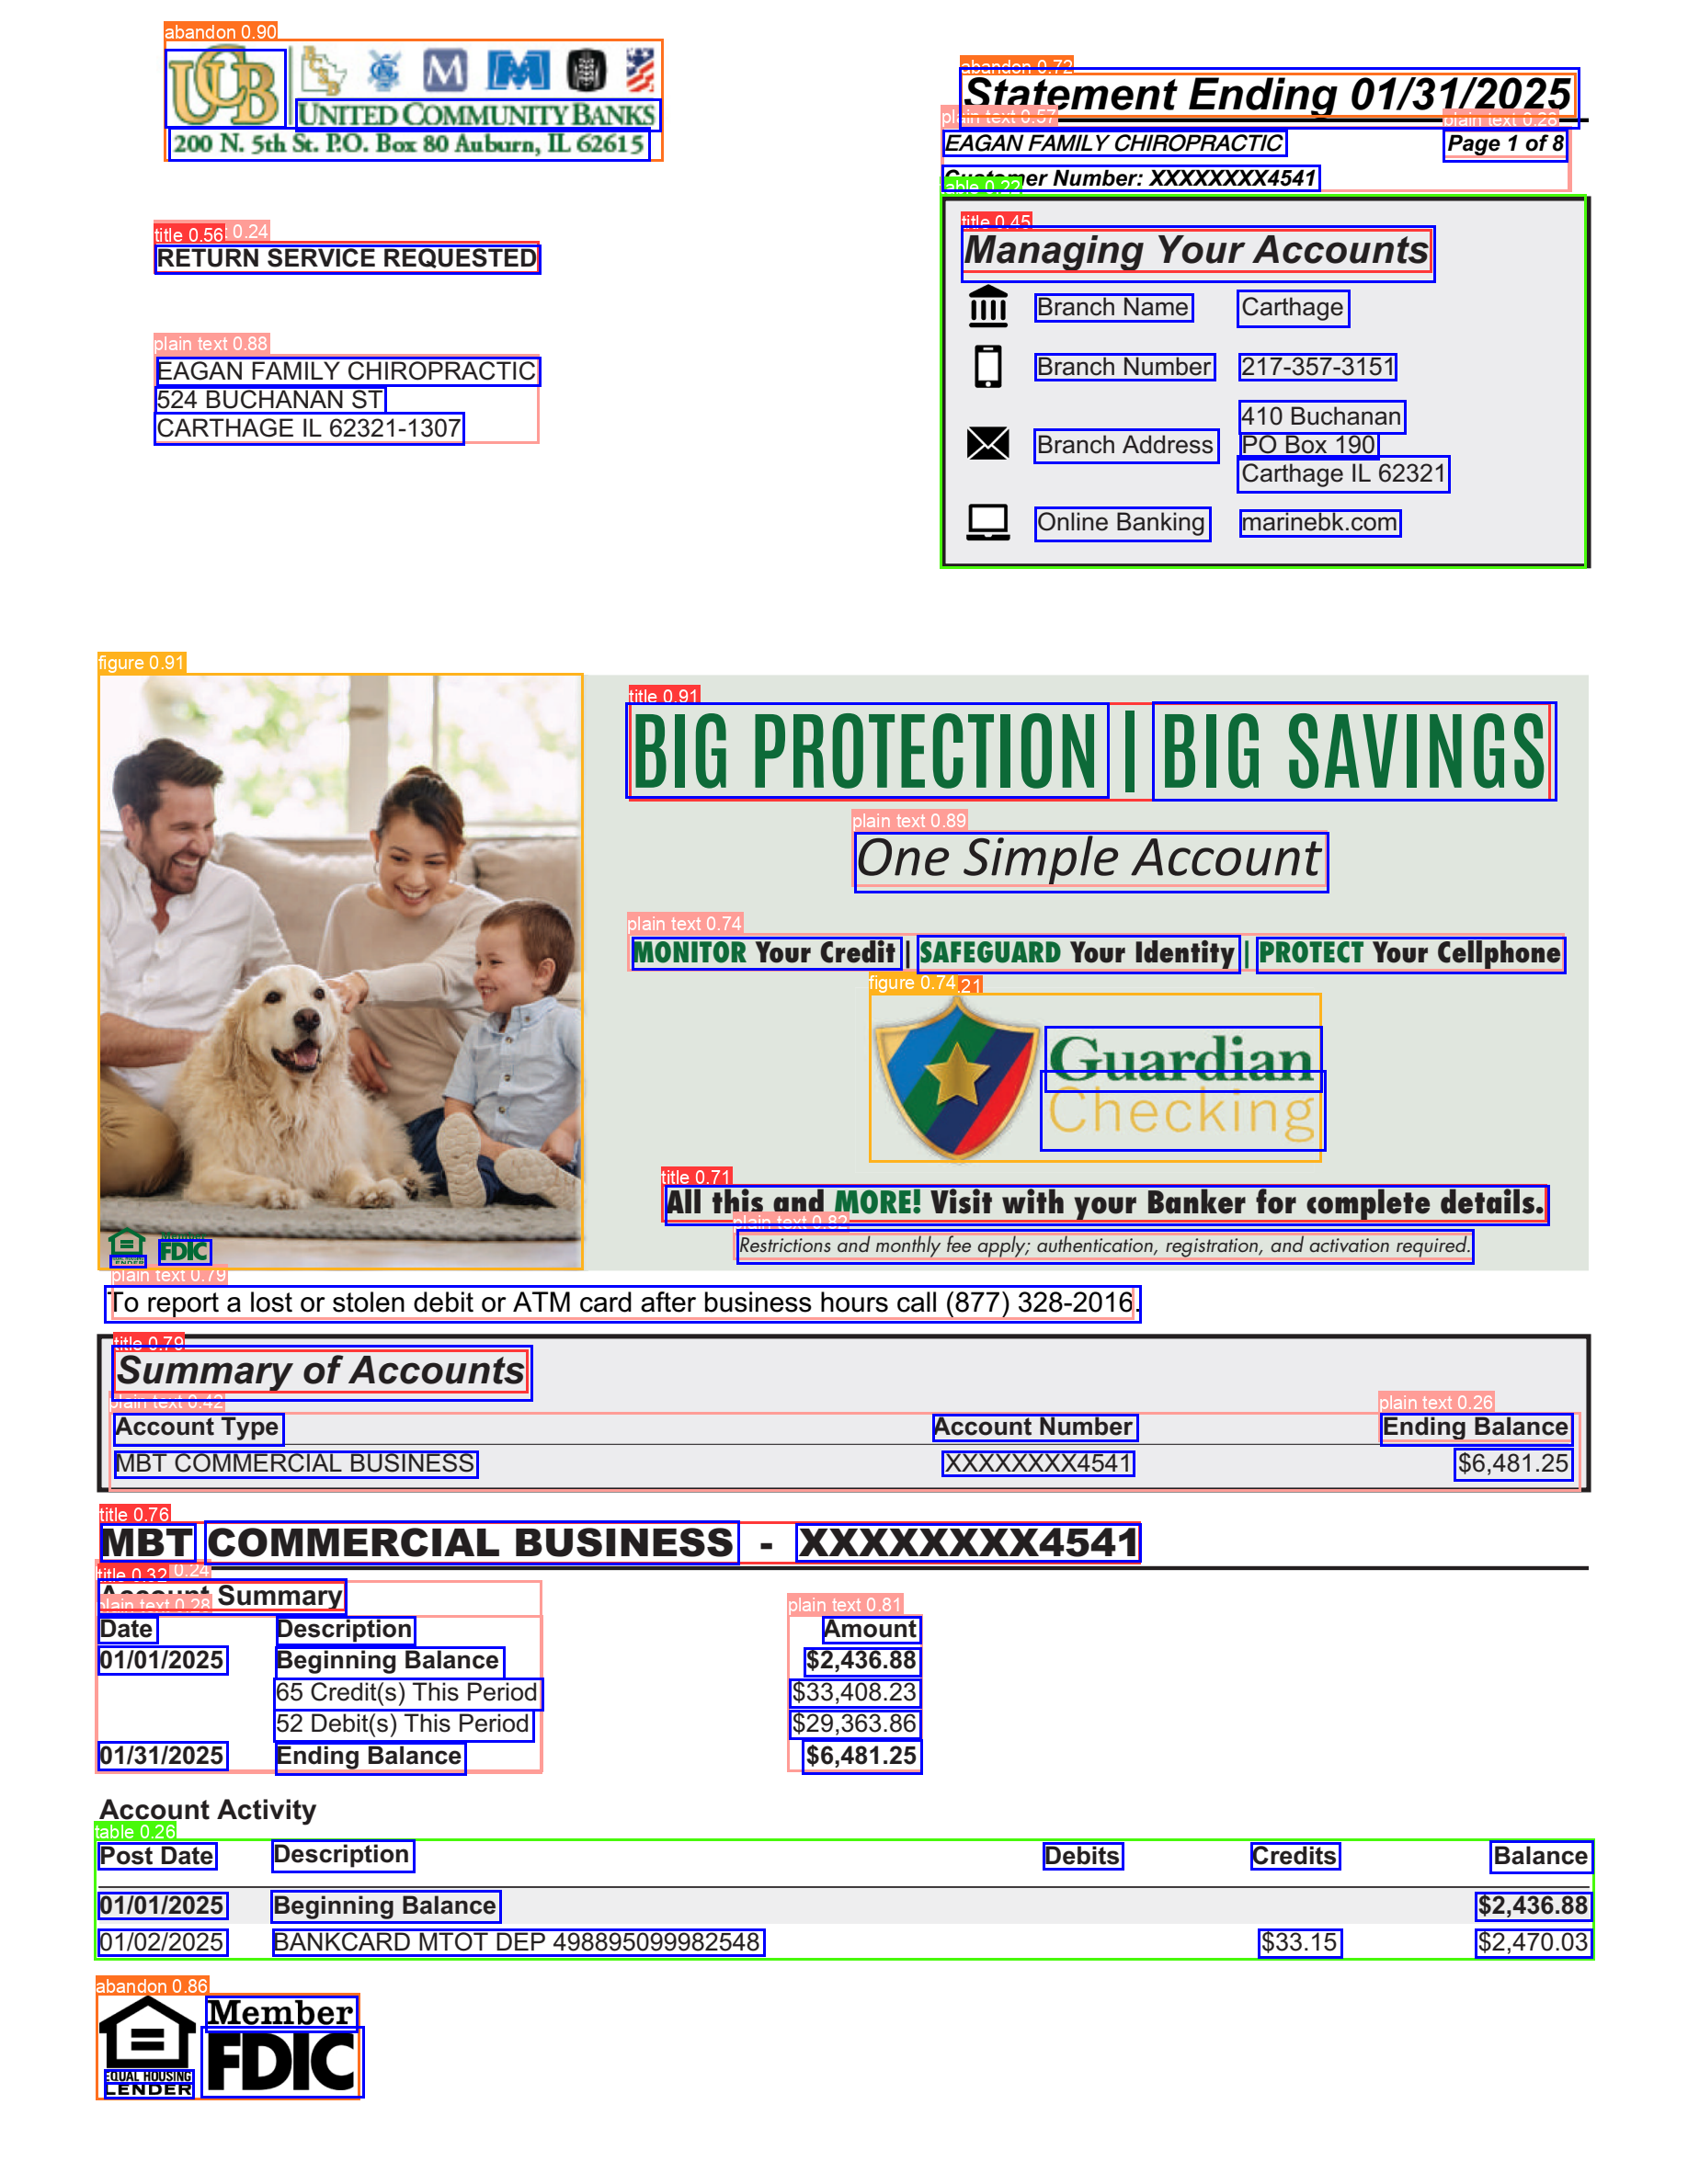 abandon 0.90
UCB
M
UNITED COMMUNITY BANKS
200 N. 5th St. P.O. Box 80 Auburn, IL 62615
abandon 0.72
Statement Ending 01/31/2025
plain text 0.57
plain text 0.28
EAGAN FAMILY CHIROPRACTIC
Page 1 of 8
Customer Number: XXXXXXXX4541
table 0.22
title 0.56
0.24
RETURN SERVICE REQUESTED
title 0.45
Managing Your Accounts
Branch Name Carthage
Branch Number 217-357-3151
Branch Address 410 Buchanan
PO Box 190
Carthage IL 62321
Online Banking marinebk.com
plain text 0.88
EAGAN FAMILY CHIROPRACTIC
524 BUCHANAN ST
CARTHAGE IL 62321-1307
figure 0.91
title 0.91
BIG PROTECTION | BIG SAVINGS
plain text 0.89
One Simple Account
plain text 0.74
MONITOR Your Credit | SAFEGUARD Your Identity | PROTECT Your Cellphone
figure 0.74
.21
Guardian
Checking
title 0.71
All this and MORE! Visit with your Banker for complete details.
plain text 0.82
Restrictions and monthly fee apply; authentication, registration, and activation required.
Member
FDIC
LENDER
plain text 0.79
To report a lost or stolen debit or ATM card after business hours call (877) 328-2016.
title 0.79
Summary of Accounts
plain text 0.42
plain text 0.26
Account Type Account Number Ending Balance
MBT COMMERCIAL BUSINESS XXXXXXXX4541 $6,481.25
title 0.76
MBT COMMERCIAL BUSINESS - XXXXXXXX4541
title 0.32
0.24
Account Summary
plain text 0.28
plain text 0.81
Date Description Amount
01/01/2025 Beginning Balance $2,436.88
65 Credit(s) This Period $33,408.23
52 Debit(s) This Period $29,363.86
01/31/2025 Ending Balance $6,481.25
Account Activity
table 0.26
Post Date Description Debits Credits Balance
01/01/2025 Beginning Balance $2,436.88
01/02/2025 BANKCARD MTOT DEP 498895099982548 $33.15 $2,470.03
abandon 0.86
Member
FDIC
EQUAL HOUSING
LENDER